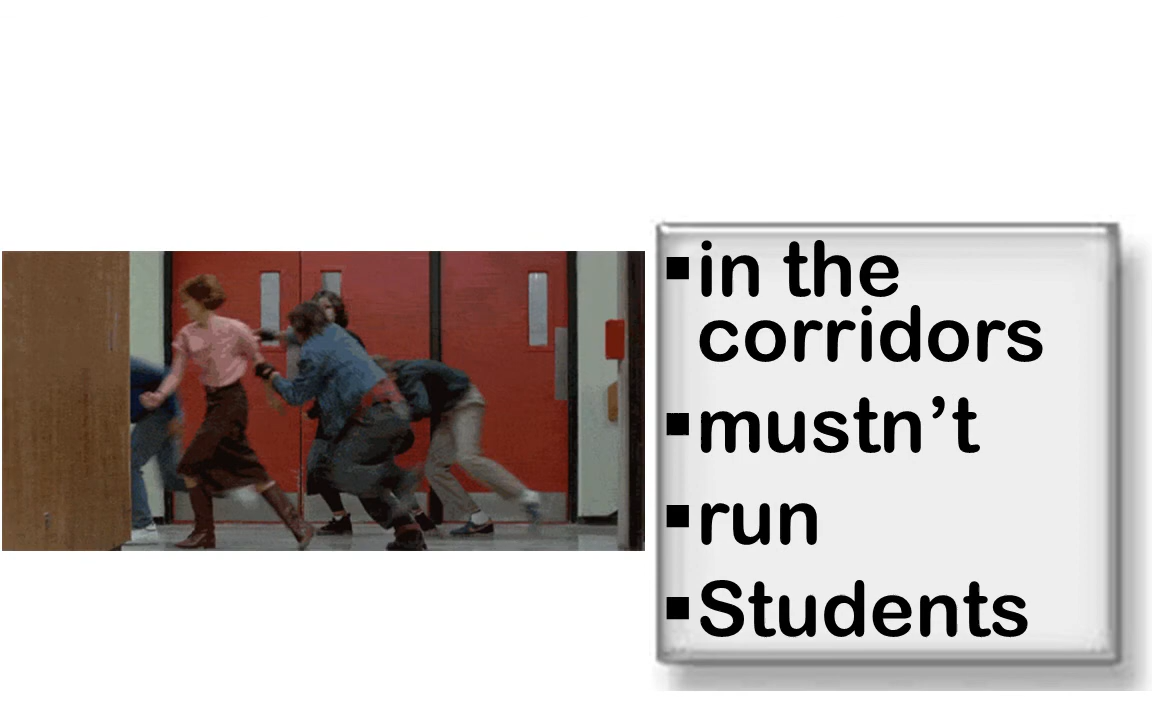 ▪in the
corridors
▪mustn’t
▪run
▪Students